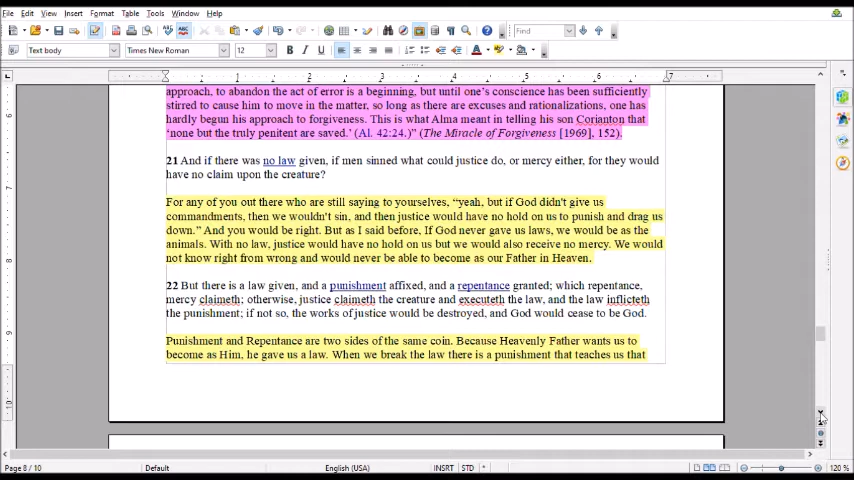 File Edit View Insert Format Table Tools Window Help
Find
Text body Times New Roman 12 B I U
1 2 3 4 5 6 7
approach, to abandon the act of error is a beginning, but until one's conscience has been sufficiently
stirred to cause him to move in the matter, so long as there are excuses and rationalizations, one has
hardly begun his approach to forgiveness. This is what Alma meant in telling his son Corianton that
'none but the truly penitent are saved.' (Al. 42:24.)" (The Miracle of Forgiveness [1969], 152).
21 And if there was no law given, if men sinned what could justice do, or mercy either, for they would
have no claim upon the creature?
For any of you out there who are still saying to yourselves, "yeah, but if God didn't give us
commandments, then we wouldn't sin, and then justice would have no hold on us to punish and drag us
down." And you would be right. But as I said before, If God never gave us laws, we would be as the
animals. With no law, justice would have no hold on us but we would also receive no mercy. We would
not know right from wrong and would never be able to become as our Father in Heaven.
22 But there is a law given, and a punishment affixed, and a repentance granted; which repentance,
mercy claimeth; otherwise, justice claimeth the creature and executeth the law, and the law inflicteth
the punishment; if not so, the works of justice would be destroyed, and God would cease to be God.
Punishment and Repentance are two sides of the same coin. Because Heavenly Father wants us to
become as Him, he gave us a law. When we break the law there is a punishment that teaches us that
6
7
8
9
10
Page 8 / 10 Default English (USA) INSRT STD * 120 %